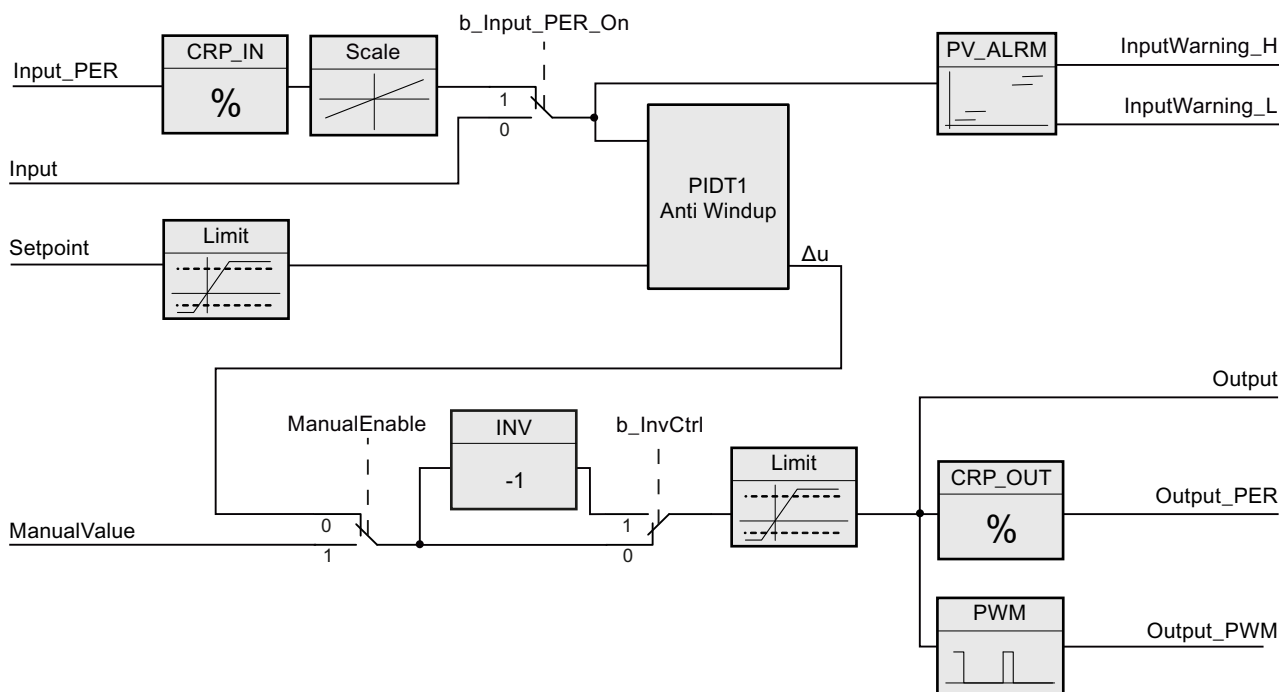 b_Input_PER_On
CRP_IN
Scale
PV_ALRM
InputWarning_H
Input_PER
%
1
0
InputWarning_L
Input
PIDT1
Anti Windup
Setpoint
Limit
Δu
Output
ManualEnable
INV
b_InvCtrl
-1
Limit
CRP_OUT
Output_PER
%
ManualValue
0
1
1
0
PWM
Output_PWM